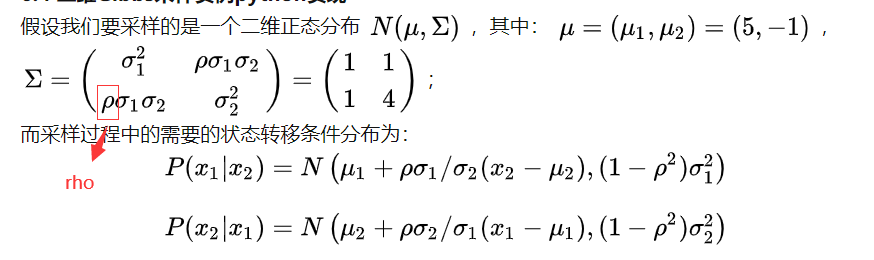 假设我们要采样的是一个二维正态分布 N(μ, Σ) ，其中： μ = (μ₁, μ₂) = (5, −1) ，
Σ = ( σ₁² ρσ₁σ₂ ; ρσ₁σ₂ σ₂² ) = ( 1 1 ; 1 4 ) ；
而采样过程中的需要的状态转移条件分布为：
P(x₁|x₂) = N (μ₁ + ρσ₁/σ₂(x₂ − μ₂), (1 − ρ²)σ₁²)
rho
P(x₂|x₁) = N (μ₂ + ρσ₂/σ₁(x₁ − μ₁), (1 − ρ²)σ₂²)